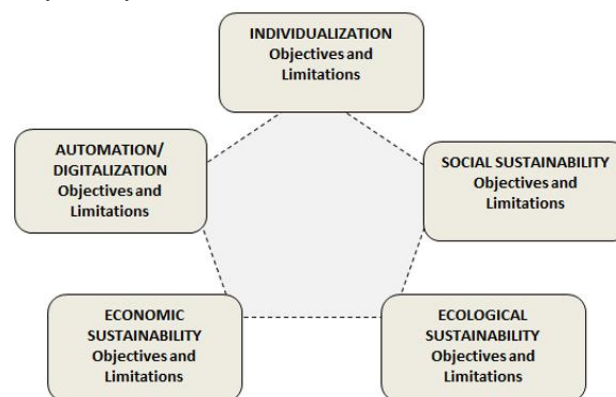 INDIVIDUALIZATION
Objectives and
Limitations
AUTOMATION/
DIGITALIZATION
Objectives and
Limitations
SOCIAL SUSTAINABILITY
Objectives and
Limitations
ECONOMIC
SUSTAINABILITY
Objectives and
Limitations
ECOLOGICAL
SUSTAINABILITY
Objectives and
Limitations